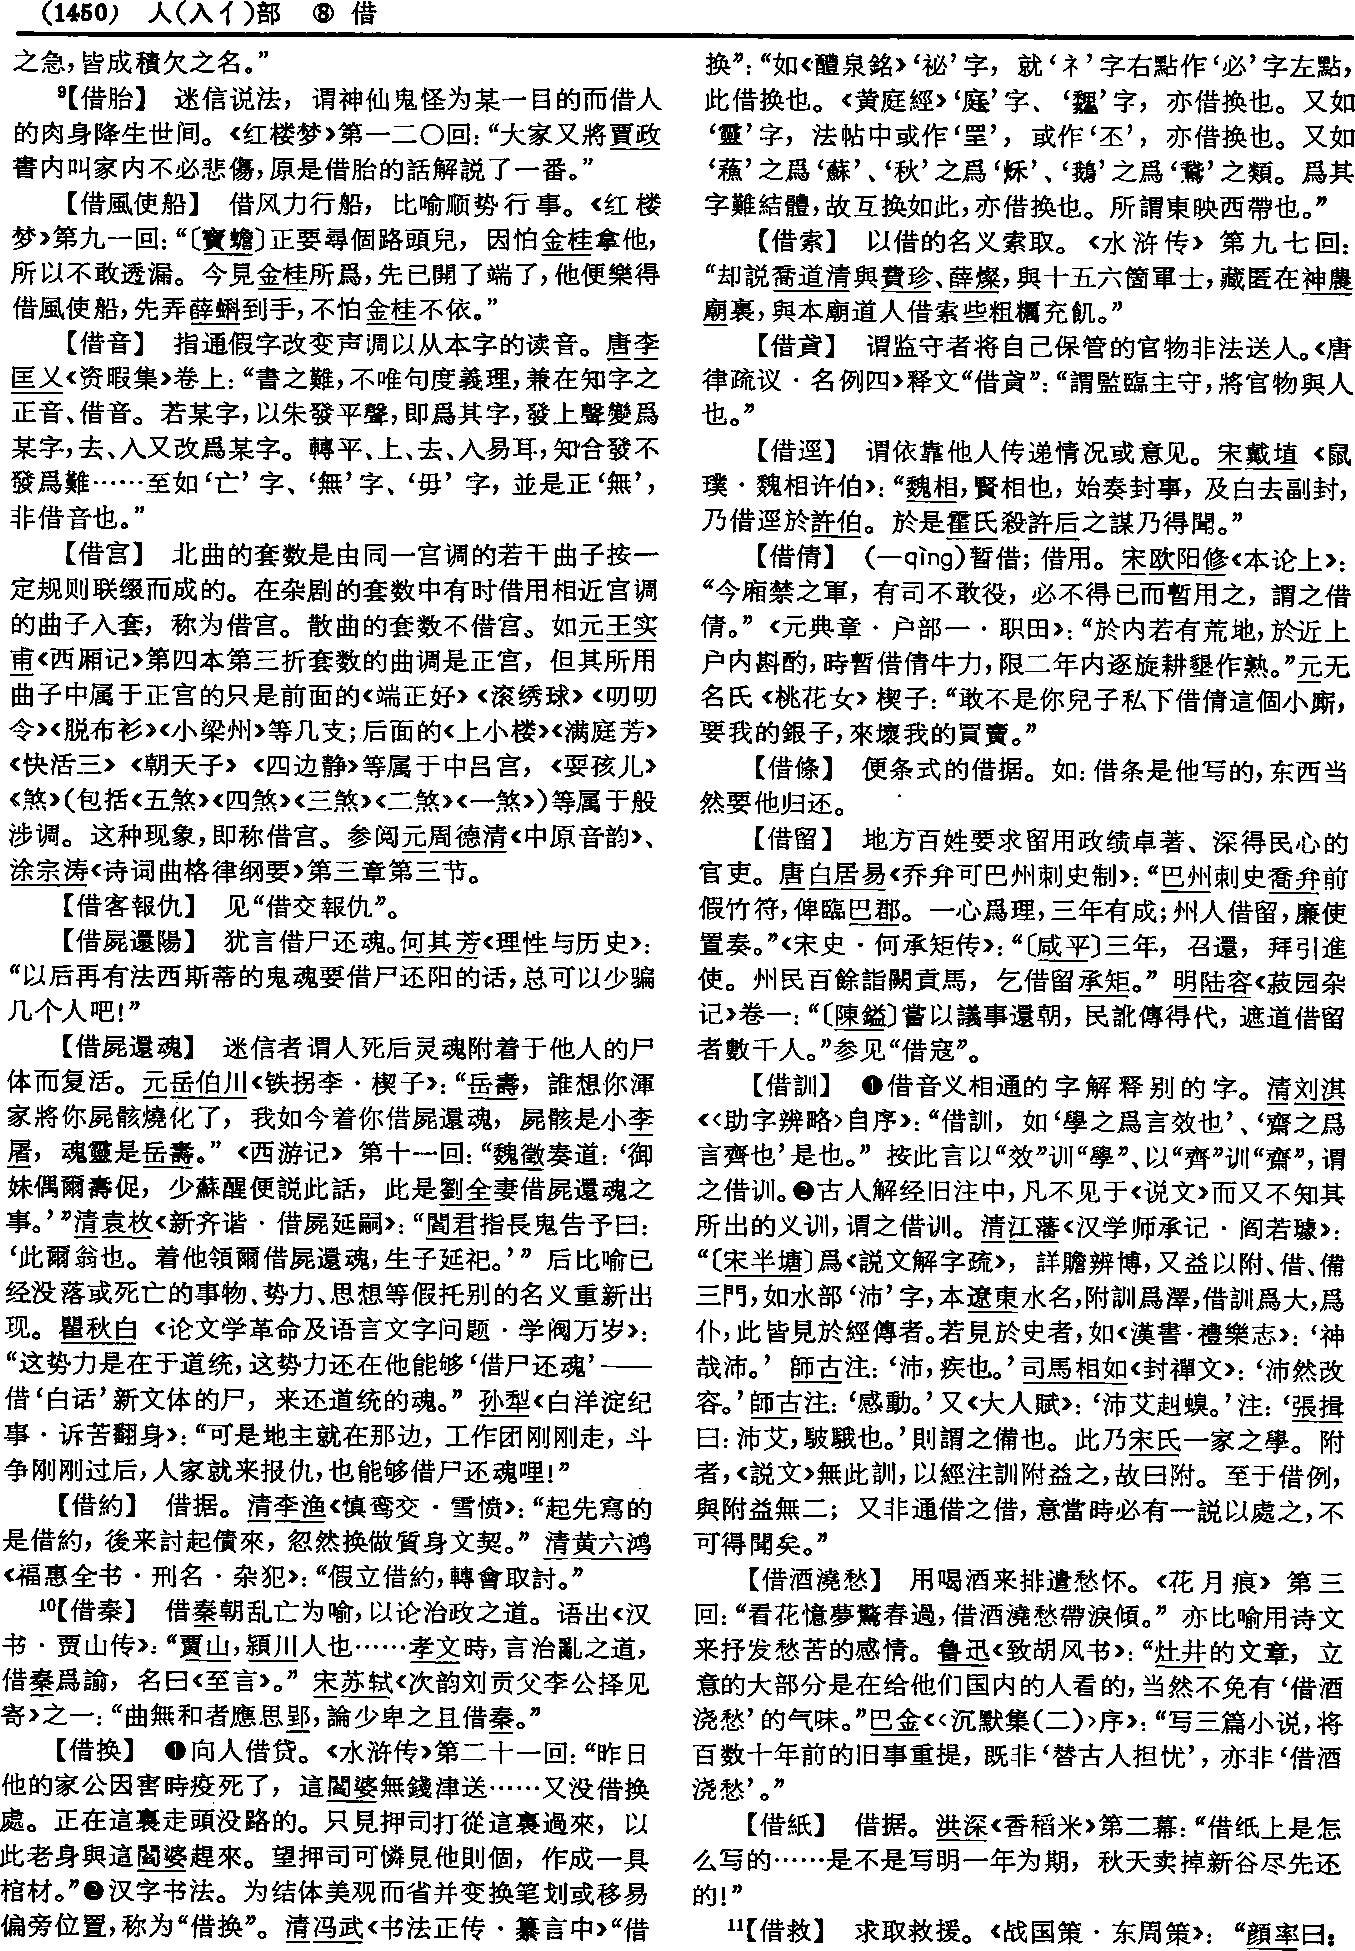 (1450) 人(入亻)部 ⑧ 借
之急，皆成積欠之名。”
⁹【借胎】 迷信说法，谓神仙鬼怪为某一目的而借人
的肉身降生世间。《红楼梦》第一二〇回：“大家又將賈政
書内叫家内不必悲傷，原是借胎的話解説了一番。”
【借風使船】 借风力行船，比喻顺势行事。《红楼
梦》第九一回：“〔寶蟾〕正要尋個路頭兒，因怕金桂拿他，
所以不敢透漏。今見金桂所爲，先已開了端了，他便樂得
借風使船，先弄薛蝌到手，不怕金桂不依。”
【借音】 指通假字改变声调以从本字的读音。唐李
匡乂《资暇集》卷上：“書之難，不唯句度義理，兼在知字之
正音、借音。若某字，以朱發平聲，即爲其字，發上聲變爲
某字，去、入又改爲某字。轉平、上、去、入易耳，知合發不
發爲難……至如‘亡’字、‘無’字、‘毋’字，並是正‘無’，
非借音也。”
【借宫】 北曲的套数是由同一宫调的若干曲子按一
定规则联缀而成的。在杂剧的套数中有时借用相近宫调
的曲子入套，称为借宫。散曲的套数不借宫。如元王实
甫《西厢记》第四本第三折套数的曲调是正宫，但其所用
曲子中属于正宫的只是前面的《端正好》《滚绣球》《叨叨
令》《脱布衫》《小梁州》等几支；后面的《上小楼》《满庭芳》
《快活三》《朝天子》《四边静》等属于中吕宫，《耍孩儿》
《煞》(包括《五煞》《四煞》《三煞》《二煞》《一煞》)等属于般
涉调。这种现象，即称借宫。参阅元周德清《中原音韵》、
涂宗涛《诗词曲格律纲要》第三章第三节。
【借客報仇】 见“借交報仇”。
【借屍還陽】 犹言借尸还魂。何其芳《理性与历史》：
“以后再有法西斯蒂的鬼魂要借尸还阳的话，总可以少骗
几个人吧！”
【借屍還魂】 迷信者谓人死后灵魂附着于他人的尸
体而复活。元岳伯川《铁拐李·楔子》：“岳壽，誰想你渾
家將你屍骸燒化了，我如今着你借屍還魂，屍骸是小李
屠，魂靈是岳壽。”《西游记》第十一回：“魏徵奏道：‘御
妹偶爾壽促，少蘇醒便説此話，此是劉全妻借屍還魂之
事。’”清袁枚《新齐谐·借屍延嗣》：“閻君指長鬼告予曰：
‘此爾翁也。着他領爾借屍還魂，生子延祀。’”后比喻已
经没落或死亡的事物、势力、思想等假托别的名义重新出
现。瞿秋白《论文学革命及语言文字问题·学阀万岁》：
“这势力是在于道统，这势力还在他能够‘借尸还魂’——
借‘白话’新文体的尸，来还道统的魂。”孙犁《白洋淀纪
事·诉苦翻身》：“可是地主就在那边，工作团刚刚走，斗
争刚刚过后，人家就来报仇，也能够借尸还魂哩！”
【借約】 借据。清李渔《慎鸾交·雪愤》：“起先寫的
是借約，後来討起債來，忽然换做質身文契。”清黄六鸿
《福惠全书·刑名·杂犯》：“假立借約，轉會取討。”
¹⁰【借秦】 借秦朝乱亡为喻，以论治政之道。语出《汉
书·贾山传》：“賈山，潁川人也……孝文時，言治亂之道，
借秦爲諭，名曰《至言》。”宋苏轼《次韵刘贡父李公择见
寄》之一：“曲無和者應思郢，論少卑之且借秦。”
【借换】 ❶向人借贷。《水浒传》第二十一回：“昨日
他的家公因害時疫死了，這閻婆無錢津送……又没借换
處。正在這裏走頭没路的。只見押司打從這裏過來，以
此老身與這閻婆趕來。望押司可憐見他則個，作成一具
棺材。”❷汉字书法。为结体美观而省并变换笔划或移易
偏旁位置，称为“借换”。清冯武《书法正传·纂言中》“借
换”：“如《醴泉銘》‘祕’字，就‘礻’字右點作‘必’字左點，
此借换也。《黄庭經》‘𢈪’字、‘魏’字，亦借换也。又如
‘靈’字，法帖中或作‘𠱬’，或作‘㔻’，亦借换也。又如
‘蘓’之爲‘蘇’、‘秋’之爲‘秌’、‘鵝’之爲‘䳘’之類。爲其
字難結體，故互换如此，亦借换也。所謂東映西帶也。”
【借索】 以借的名义索取。《水浒传》第九七回：
“却説喬道清與費珍、薛燦，與十五六箇軍士，藏匿在神農
廟裏，與本廟道人借索些粗糲充飢。”
【借貣】 谓监守者将自己保管的官物非法送人。《唐
律疏议·名例四》释文“借貣”：“謂監臨主守，將官物與人
也。”
【借逕】 谓依靠他人传递情况或意见。宋戴埴《鼠
璞·魏相许伯》：“魏相，賢相也，始奏封事，及白去副封，
乃借逕於許伯。於是霍氏殺許后之謀乃得聞。”
【借倩】 (—qìng)暂借；借用。宋欧阳修《本论上》：
“今廂禁之軍，有司不敢役，必不得已而暫用之，謂之借
倩。”《元典章·户部一·职田》：“於内若有荒地，於近上
户内斟酌，時暫借倩牛力，限二年内逐旋耕墾作熟。”元无
名氏《桃花女》楔子：“敢不是你兒子私下借倩這個小厮，
要我的銀子，來壞我的買賣。”
【借條】 便条式的借据。如：借条是他写的，东西当
然要他归还。
【借留】 地方百姓要求留用政绩卓著、深得民心的
官吏。唐白居易《乔弁可巴州刺史制》：“巴州刺史喬弁前
假竹符，俾臨巴郡。一心爲理，三年有成；州人借留，廉使
置奏。”《宋史·何承矩传》：“〔咸平〕三年，召還，拜引進
使。州民百餘詣闕貢馬，乞借留承矩。”明陆容《菽园杂
记》卷一：“〔陳鎰〕嘗以議事還朝，民訛傳得代，遮道借留
者數千人。”参见“借寇”。
【借訓】 ❶借音义相通的字解释别的字。清刘淇
《〈助字辨略〉自序》：“借訓，如‘學之爲言效也’、‘齋之爲
言齊也’是也。”按此言以“效”训“學”、以“齊”训“齋”，谓
之借训。❷古人解经旧注中，凡不见于《说文》而又不知其
所出的义训，谓之借训。清江藩《汉学师承记·阎若璩》：
“〔宋半塘〕爲《説文解字疏》，詳贍辨博，又益以附、借、備
三門，如水部‘沛’字，本遼東水名，附訓爲澤，借訓爲大，爲
仆，此皆見於經傳者。若見於史者，如《漢書·禮樂志》：‘神
哉沛。’師古注：‘沛，疾也。’司馬相如《封禪文》：‘沛然改
容。’師古注：‘感動。’又《大人賦》：‘沛艾赳螑。’注：‘張揖
曰：沛艾，駊騀也。’則謂之備也。此乃宋氏一家之學。附
者，《説文》無此訓，以經注訓附益之，故曰附。至于借例，
與附益無二；又非通借之借，意當時必有一説以處之，不
可得聞矣。”
【借酒澆愁】 用喝酒来排遣愁怀。《花月痕》第三
回：“看花憶夢驚春過，借酒澆愁帶淚傾。”亦比喻用诗文
来抒发愁苦的感情。鲁迅《致胡风书》：“灶井的文章，立
意的大部分是在给他们国内的人看的，当然不免有‘借酒
浇愁’的气味。”巴金《〈沉默集(二)〉序》：“写三篇小说，将
百数十年前的旧事重提，既非‘替古人担忧’，亦非‘借酒
浇愁’。”
【借紙】 借据。洪深《香稻米》第二幕：“借纸上是怎
么写的……是不是写明一年为期，秋天卖掉新谷尽先还
的！”
¹¹【借救】 求取救援。《战国策·东周策》：“顔率曰：